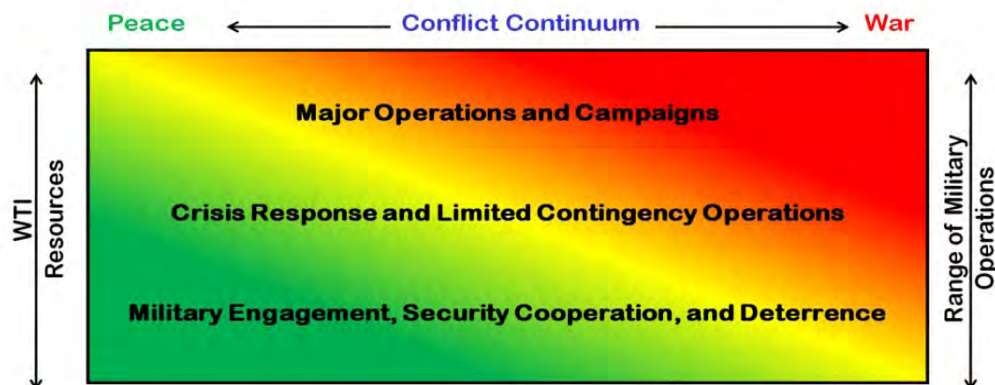 Peace Conflict Continuum War
Major Operations and Campaigns
Crisis Response and Limited Contingency Operations
Military Engagement, Security Cooperation, and Deterrence
WTI
Resources
Range of Military
Operations